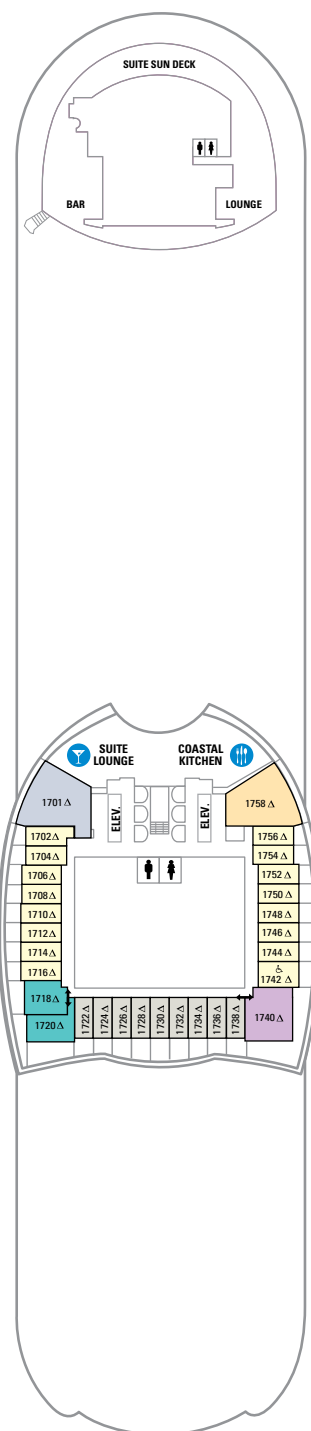 SUITE SUN DECK
BAR
LOUNGE
SUITE
LOUNGE
COASTAL
KITCHEN
ELEV.
ELEV.
1701 Δ
1758 Δ
1702 Δ
1756 Δ
1704 Δ
1754 Δ
1706 Δ
1752 Δ
1708 Δ
1750 Δ
1710 Δ
1748 Δ
1712 Δ
1746 Δ
1714 Δ
1744 Δ
1716 Δ
1742 Δ
1718 Δ
1720 Δ
1722 Δ
1724 Δ
1726 Δ
1728 Δ
1730 Δ
1732 Δ
1734 Δ
1736 Δ
1738 Δ
1740 Δ